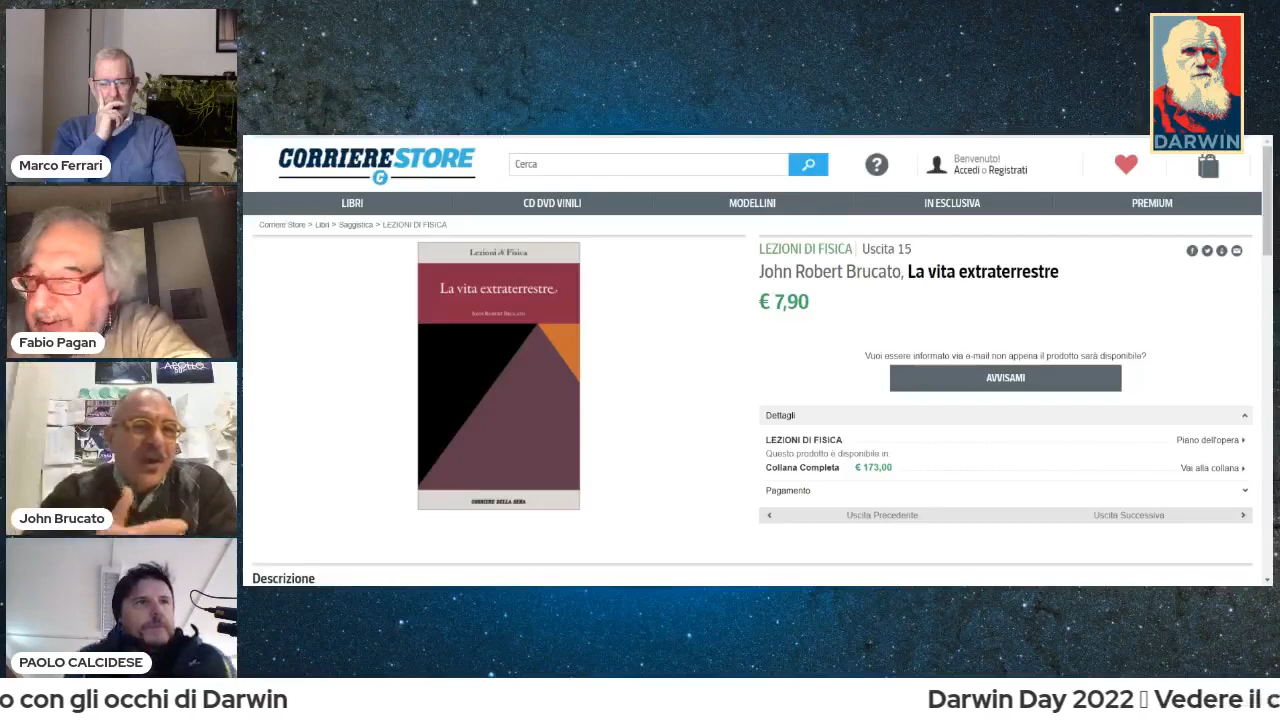 Marco Ferrari
Fabio Pagan
APOLLO
John Brucato
PAOLO CALCIDESE
DARWIN
CORRIERESTORE
Cerca
?
Benvenuto!
Accedi o Registrati
LIBRI
CD DVD VINILI
MODELLINI
IN ESCLUSIVA
PREMIUM
Corriere Store > Libri > Saggistica > LEZIONI DI FISICA
Lezioni di Fisica
La vita extraterrestre
JOHN ROBERT BRUCATO
CORRIERE DELLA SERA
LEZIONI DI FISICA Uscita 15
John Robert Brucato, La vita extraterrestre
€ 7,90
Vuoi essere informato via e-mail non appena il prodotto sarà disponibile?
AVVISAMI
Dettagli
LEZIONI DI FISICA
Piano dell'opera
Questo prodotto è disponibile in:
Collana Completa € 173,00
Vai alla collana
Pagamento
Uscita Precedente
Uscita Successiva
Descrizione
o con gli occhi di Darwin
Darwin Day 2022 ▯ Vedere il c